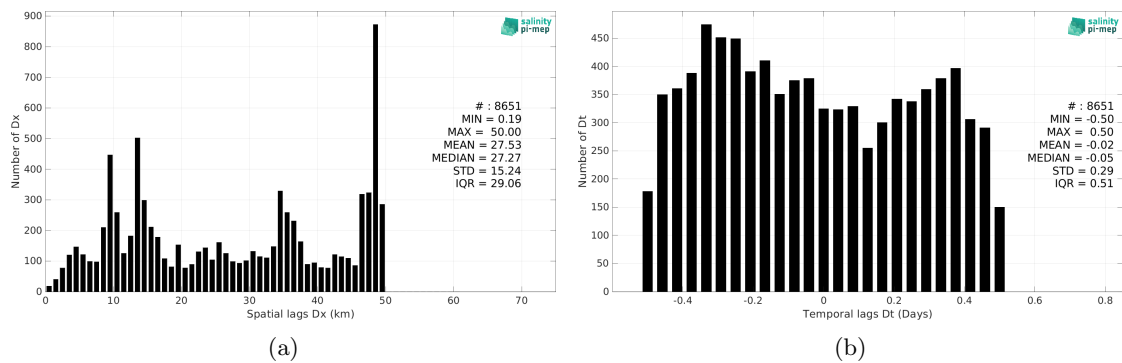 900
800
700
600
500
400
300
200
100
0
Number of Dx
0 10 20 30 40 50 60 70
Spatial lags Dx (km)
salinity
pi-mep
# : 8651
MIN = 0.19
MAX = 50.00
MEAN = 27.53
MEDIAN = 27.27
STD = 15.24
IQR = 29.06
(a)
450
400
350
300
250
200
150
100
50
0
Number of Dt
-0.4 -0.2 0 0.2 0.4 0.6 0.8
Temporal lags Dt (Days)
salinity
pi-mep
# : 8651
MIN = -0.50
MAX = 0.50
MEAN = -0.02
MEDIAN = -0.05
STD = 0.29
IQR = 0.51
(b)